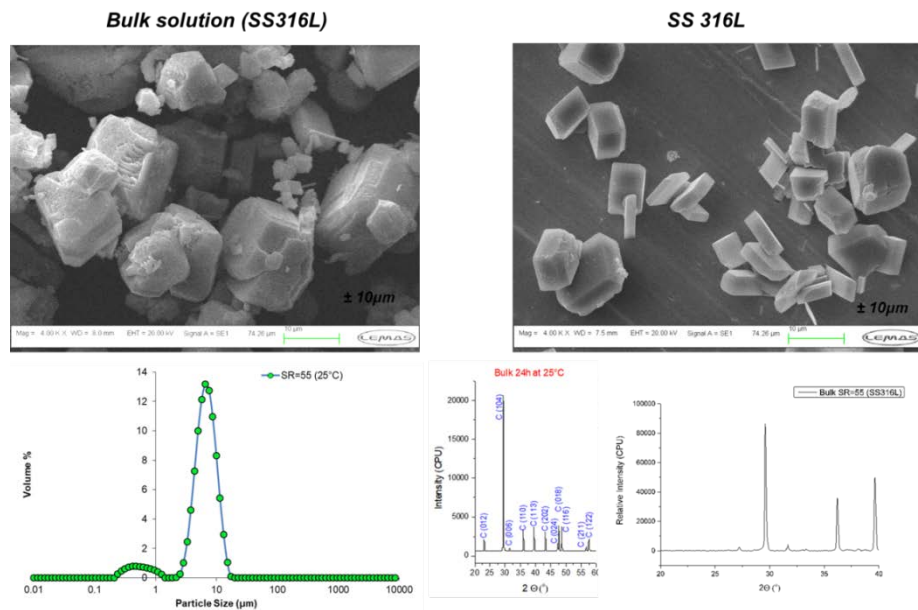 Bulk solution (SS316L)
SS 316L
± 10µm
± 10µm
Mag = 4.00 K X WD = 8.0 mm EHT = 20.00 kV Signal A = SE1 74.26 µm 10 µm LEMAS
Mag = 4.00 K X WD = 7.5 mm EHT = 20.00 kV Signal A = SE1 74.26 µm 10 µm LEMAS
SR=55 (25°C)
14
12
10
8
6
4
2
0
Volume %
0.01 0.1 1 10 100 1000 10000
Particle Size (µm)
Bulk 24h at 25°C
20000
15000
10000
5000
0
Intensity (CPU)
C (012)
C (104)
C (006)
C (110)
C (113)
C (202)
C (024)
C (018)
C (116)
C (211)
C (122)
20 25 30 35 40 45 50 55 60
2 Θ (°)
Bulk SR=55 (SS316L)
100000
80000
60000
40000
20000
0
Relative Intensity (CPU)
20 25 30 35 40
2Θ (°)